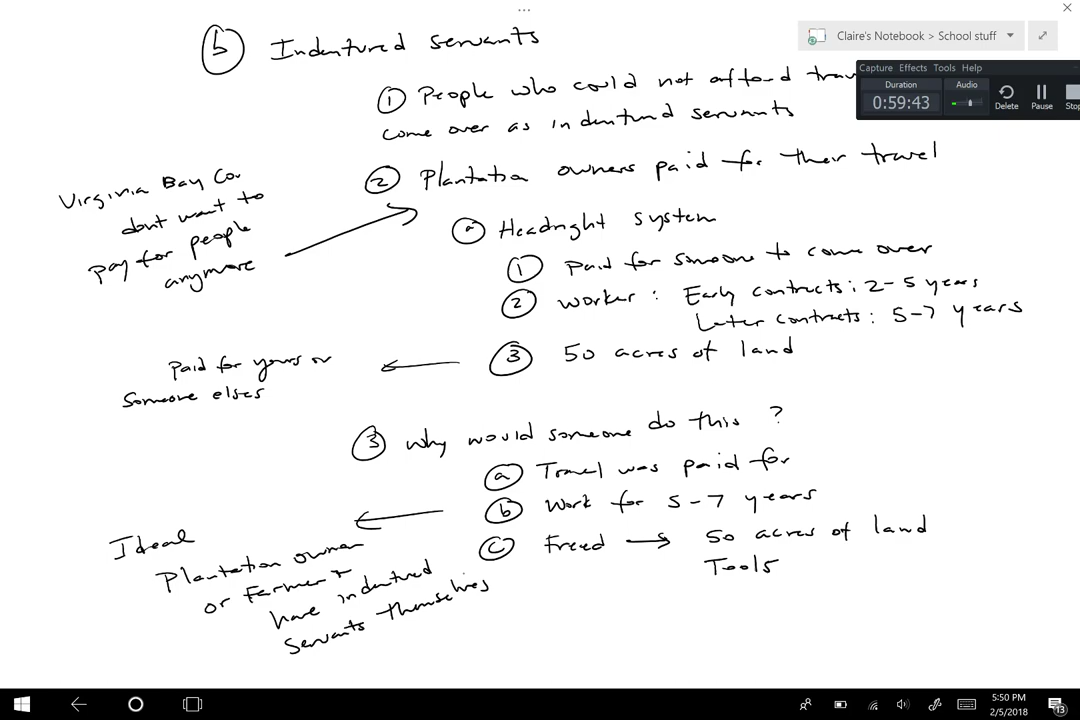 Claire's Notebook > School stuff
Capture Effects Tools Help
Duration
0:59:43
Audio
Delete
Pause
Stop
b Indentured servants
1 People who could not afford
come over as indentured servants
2 Plantation owners paid for their travel
Virginia Bay Co.
dont want to
pay for people
anymore
a Headright system
1 Paid for someone to come over
2 Worker: Early contracts: 2-5 years
Later contracts: 5-7 years
3 50 acres of land
Paid for yours or
someone elses
3 Why would someone do this?
a Travel was paid for
b Work for 5-7 years
c Freed → 50 acres of land
Tools
Ideal
Plantation owner
or Farmer +
have indentured
servants themselves
5:50 PM
2/5/2018
13